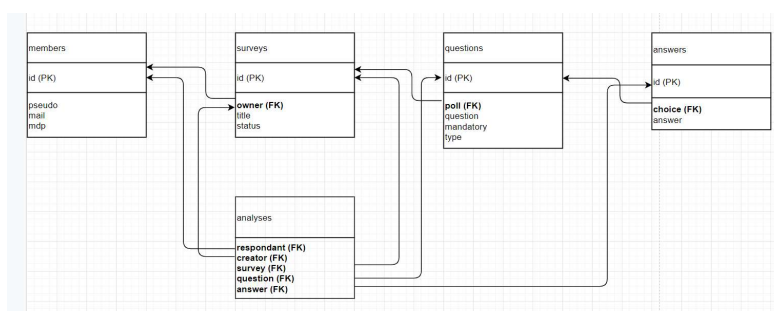 members
id (PK)
pseudo
mail
mdp
surveys
id (PK)
owner (FK)
title
status
questions
id (PK)
poll (FK)
question
mandatory
type
answers
id (PK)
choice (FK)
answer
analyses
respondant (FK)
creator (FK)
survey (FK)
question (FK)
answer (FK)